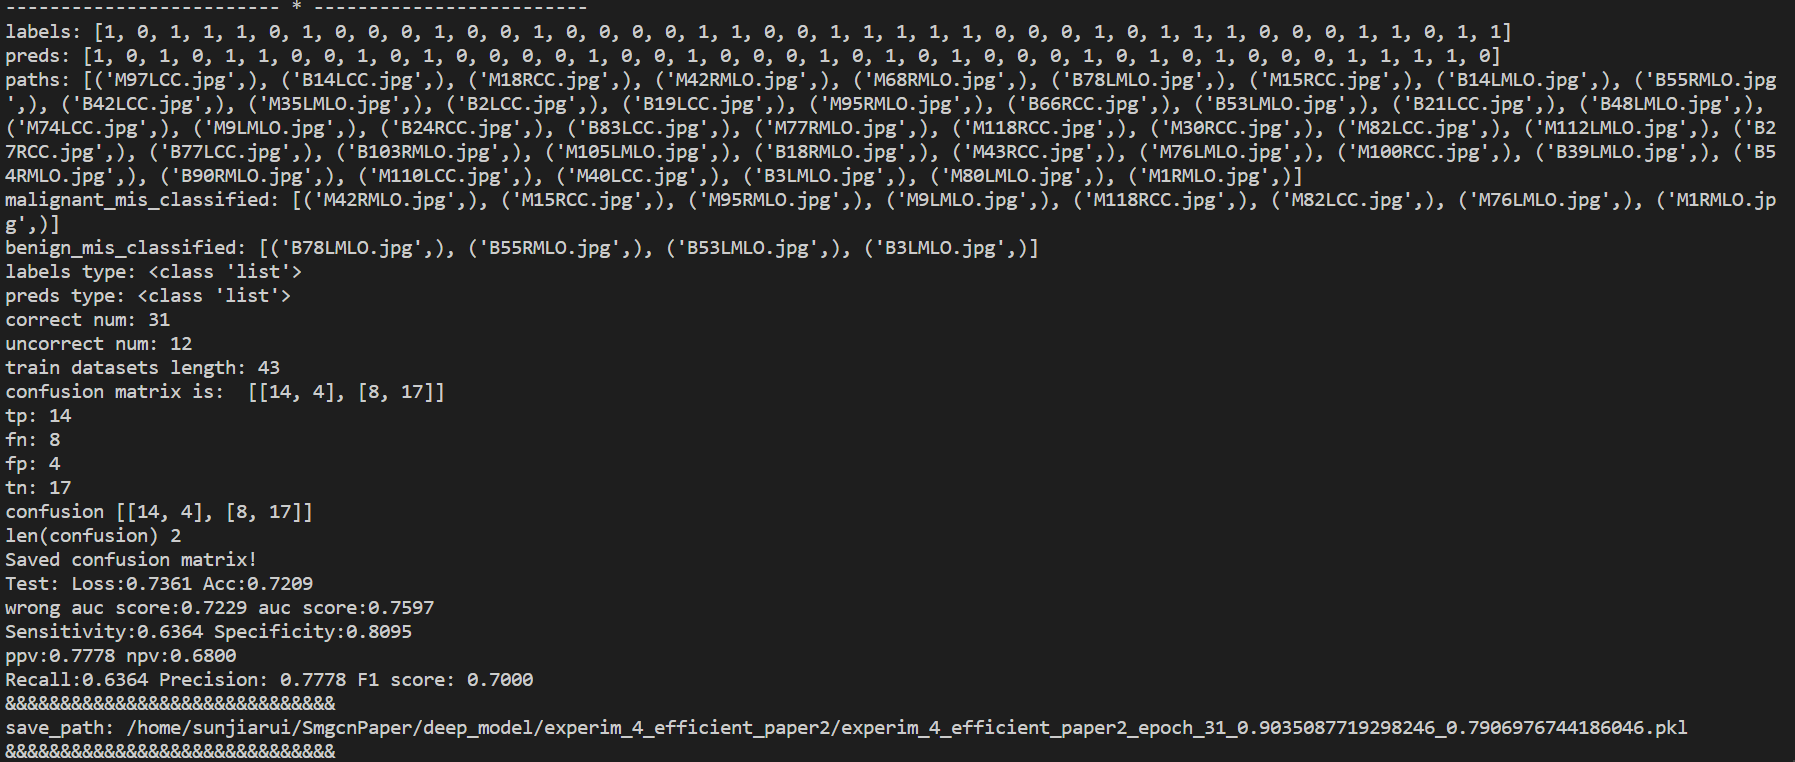 ------------------------- * -------------------------
labels: [1, 0, 1, 1, 1, 0, 1, 0, 0, 0, 1, 0, 0, 1, 0, 0, 0, 0, 1, 1, 0, 0, 1, 1, 1, 1, 1, 0, 0, 0, 1, 0, 1, 1, 1, 0, 0, 0, 1, 1, 0, 1, 1]
preds: [1, 0, 1, 0, 1, 1, 0, 0, 1, 0, 1, 0, 0, 0, 0, 1, 0, 0, 1, 0, 0, 0, 1, 0, 1, 0, 1, 0, 0, 0, 1, 0, 1, 0, 1, 0, 0, 0, 1, 1, 1, 1, 0]
paths: [('M97LCC.jpg',), ('B14LCC.jpg',), ('M18RCC.jpg',), ('M42RMLO.jpg',), ('M68RMLO.jpg',), ('B78LMLO.jpg',), ('M15RCC.jpg',), ('B14LMLO.jpg',), ('B55RMLO.jpg
',), ('B42LCC.jpg',), ('M35LMLO.jpg',), ('B2LCC.jpg',), ('B19LCC.jpg',), ('M95RMLO.jpg',), ('B66RCC.jpg',), ('B53LMLO.jpg',), ('B21LCC.jpg',), ('B48LMLO.jpg',),
('M74LCC.jpg',), ('M9LMLO.jpg',), ('B24RCC.jpg',), ('B83LCC.jpg',), ('M77RMLO.jpg',), ('M118RCC.jpg',), ('M30RCC.jpg',), ('M82LCC.jpg',), ('M112LMLO.jpg',), ('B2
7RCC.jpg',), ('B77LCC.jpg',), ('B103RMLO.jpg',), ('M105LMLO.jpg',), ('B18RMLO.jpg',), ('M43RCC.jpg',), ('M76LMLO.jpg',), ('M100RCC.jpg',), ('B39LMLO.jpg',), ('B5
4RMLO.jpg',), ('B90RMLO.jpg',), ('M110LCC.jpg',), ('M40LCC.jpg',), ('B3LMLO.jpg',), ('M80LMLO.jpg',), ('M1RMLO.jpg',)]
malignant_mis_classified: [('M42RMLO.jpg',), ('M15RCC.jpg',), ('M95RMLO.jpg',), ('M9LMLO.jpg',), ('M118RCC.jpg',), ('M82LCC.jpg',), ('M76LMLO.jpg',), ('M1RMLO.jp
g',)]
benign_mis_classified: [('B78LMLO.jpg',), ('B55RMLO.jpg',), ('B53LMLO.jpg',), ('B3LMLO.jpg',)]
labels type: <class 'list'>
preds type: <class 'list'>
correct num: 31
uncorrect num: 12
train datasets length: 43
confusion matrix is:  [[14, 4], [8, 17]]
tp: 14
fn: 8
fp: 4
tn: 17
confusion [[14, 4], [8, 17]]
len(confusion) 2
Saved confusion matrix!
Test: Loss:0.7361 Acc:0.7209
wrong auc score:0.7229 auc score:0.7597
Sensitivity:0.6364 Specificity:0.8095
ppv:0.7778 npv:0.6800
Recall:0.6364 Precision: 0.7778 F1 score: 0.7000
&&&&&&&&&&&&&&&&&&&&&&&&&&&&&&
save_path: /home/sunjiarui/SmgcnPaper/deep_model/experim_4_efficient_paper2/experim_4_efficient_paper2_epoch_31_0.9035087719298246_0.7906976744186046.pkl
&&&&&&&&&&&&&&&&&&&&&&&&&&&&&&